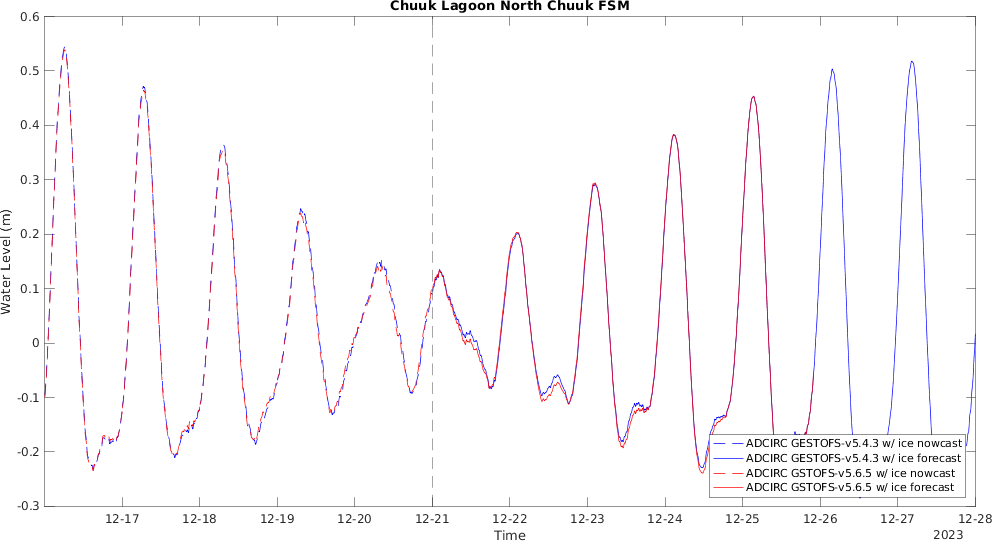 Chuuk Lagoon North Chuuk FSM
0.6
0.5
0.4
0.3
0.2
0.1
0
-0.1
-0.2
-0.3
Water Level (m)
ADCIRC GESTOFS-v5.4.3 w/ ice nowcast
ADCIRC GESTOFS-v5.4.3 w/ ice forecast
ADCIRC GSTOFS-v5.6.5 w/ ice nowcast
ADCIRC GSTOFS-v5.6.5 w/ ice forecast
12-17 12-18 12-19 12-20 12-21 12-22 12-23 12-24 12-25 12-26 12-27 12-28
Time
2023